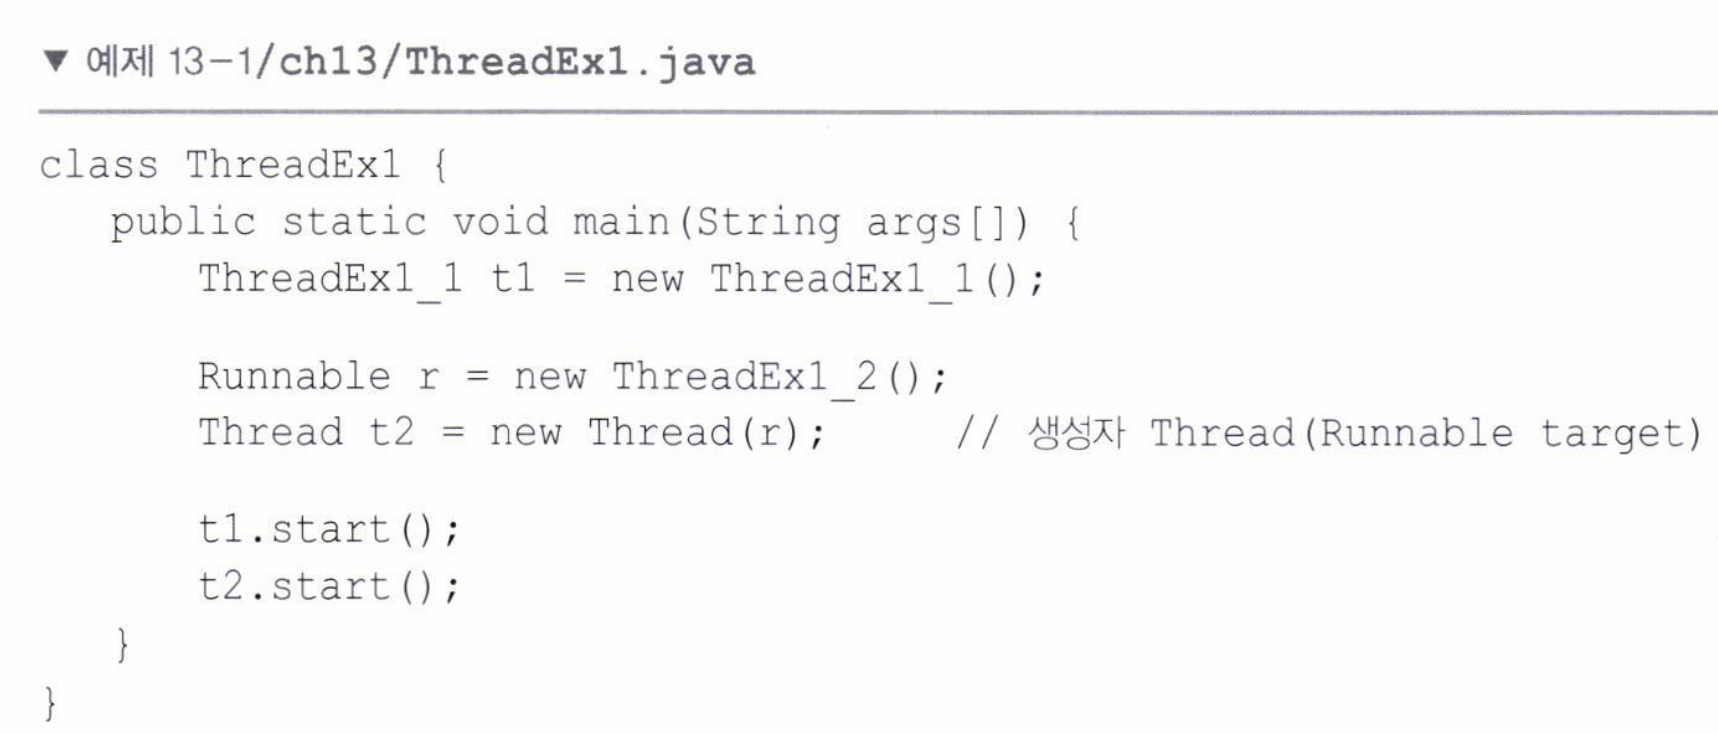 ▼ 예제 13-1/ch13/ThreadEx1.java
class ThreadEx1 {
public static void main(String args[]) {
ThreadEx1_1 t1 = new ThreadEx1_1();
Runnable r = new ThreadEx1_2();
Thread t2 = new Thread(r); // 생성자 Thread(Runnable target)
t1.start();
t2.start();
}
}